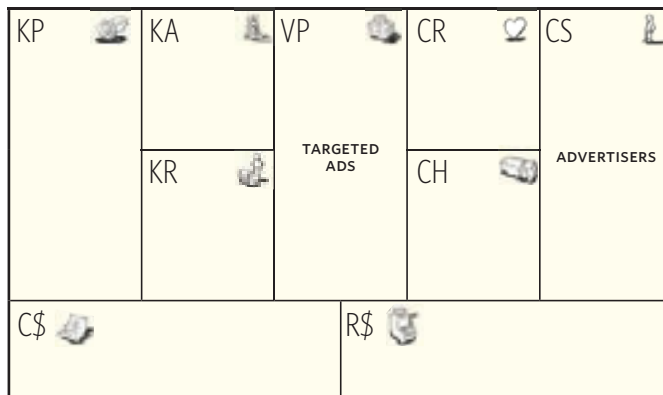 KP
KA
VP
CR
CS
TARGETED
ADS
ADVERTISERS
KR
CH
C$
R$